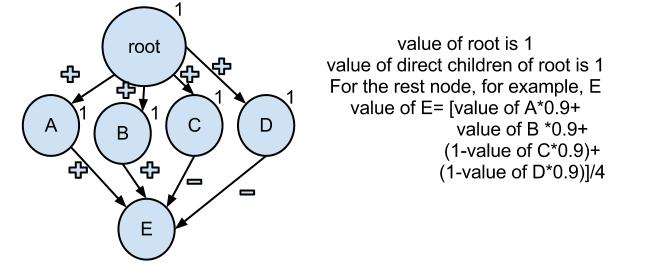 1
root
A
1
B
1
C
1
D
1
E
value of root is 1
value of direct children of root is 1
For the rest node, for example, E
value of E= [value of A*0.9+
value of B *0.9+
(1-value of C*0.9)+
(1-value of D*0.9)]/4